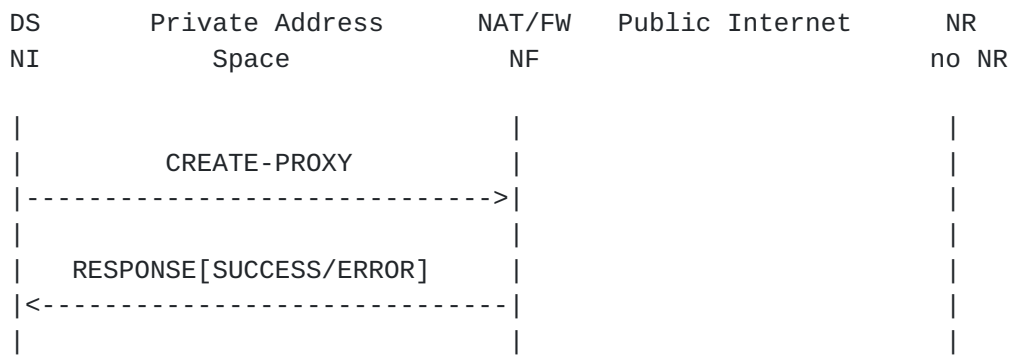 DS       Private Address      NAT/FW   Public Internet      NR
NI             Space              NF                         no NR
|                                |                            |
|         CREATE-PROXY           |                            |
|------------------------------>|                            |
|                                |                            |
|   RESPONSE[SUCCESS/ERROR]      |                            |
|<------------------------------|                            |
|                                |                            |